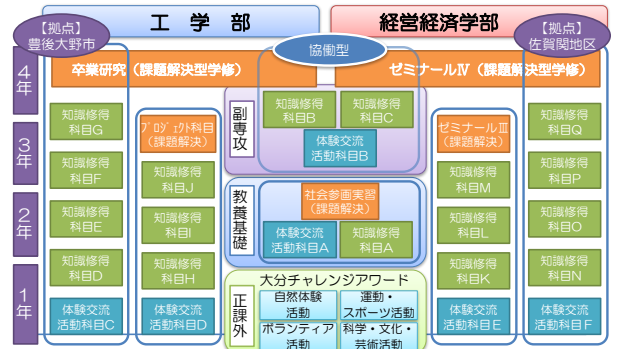 工 学 部
経営経済学部
【拠点】
豊後大野市
【拠点】
佐賀関地区
協働型
4年
卒業研究（課題解決型学修）
ゼミナールⅣ（課題解決型学修）
3年
2年
1年
知識修得
科目G
知識修得
科目F
知識修得
科目E
知識修得
科目D
体験交流
活動科目C
プロジェクト科目
（課題解決）
知識修得
科目J
知識修得
科目I
知識修得
科目H
体験交流
活動科目D
副専攻
知識修得
科目B
知識修得
科目C
体験交流
活動科目B
教養基礎
社会参画実習
（課題解決）
体験交流
活動科目A
知識修得
科目A
正課外
大分チャレンジアワード
自然体験
活動
運動・
スポーツ活動
ボランティア
活動
科学・文化・
芸術活動
ゼミナールⅢ
（課題解決）
知識修得
科目M
知識修得
科目L
知識修得
科目K
体験交流
活動科目E
知識修得
科目Q
知識修得
科目P
知識修得
科目O
知識修得
科目N
体験交流
活動科目F